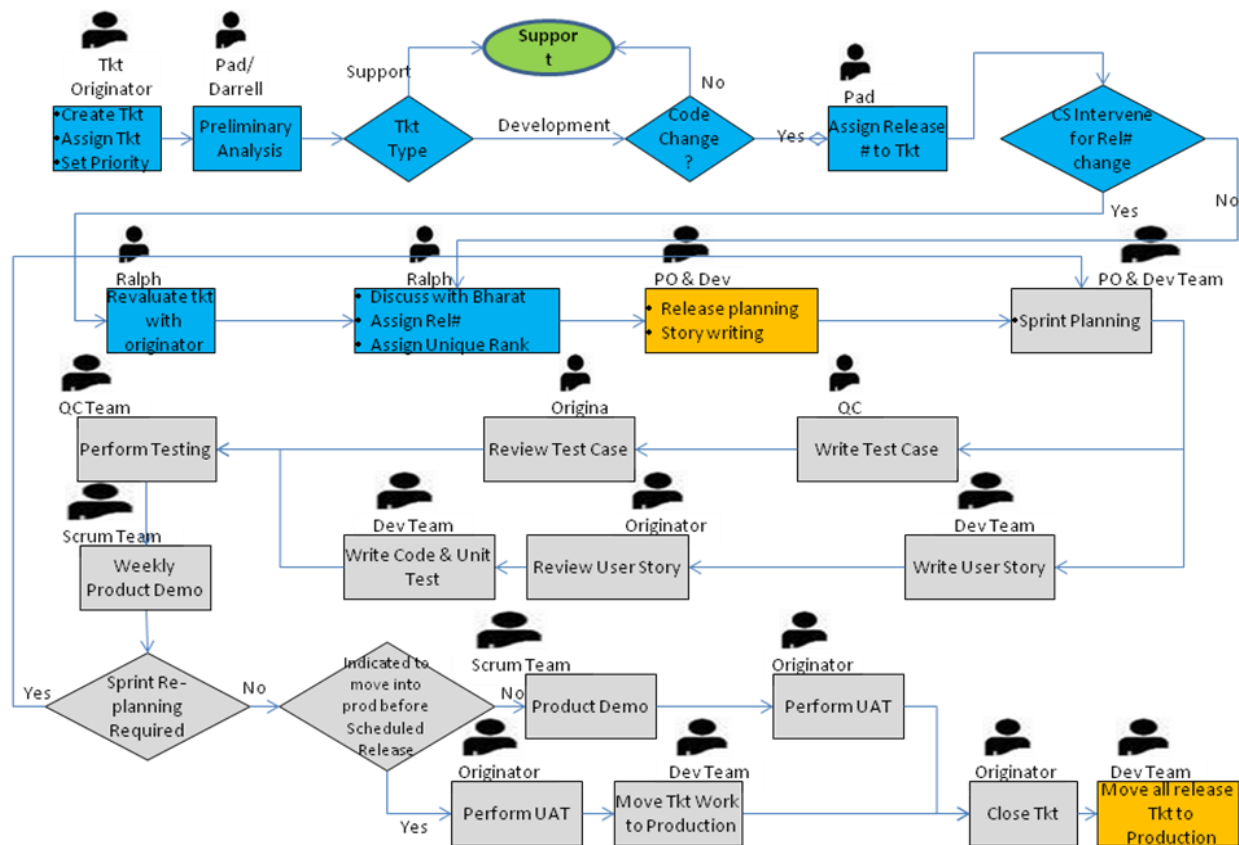 Tkt
Originator
• Create Tkt
• Assign Tkt
• Set Priority
Pad/
Darrell
Preliminary
Analysis
Support
Tkt
Type
Suppor
t
Development
No
Code
Change
?
Yes
Pad
Assign Release
# to Tkt
CS Intervene
for Rel#
change
Yes
No
Ralph
Revaluate tkt
with
originator
Ralph
• Discuss with Bharat
• Assign Rel#
• Assign Unique Rank
PO & Dev
• Release planning
• Story writing
PO & Dev Team
• Sprint Planning
QC Team
Perform Testing
Origina
Review Test Case
QC
Write Test Case
Scrum Team
Weekly
Product Demo
Dev Team
Write Code & Unit
Test
Originator
Review User Story
Dev Team
Write User Story
Yes
Sprint Re-
planning
Required
No
Indicated to
move into
prod before
Scheduled
Release
No
Scrum Team
Product Demo
Originator
Perform UAT
Yes
Originator
Perform UAT
Dev Team
Move Tkt Work
to Production
Originator
Close Tkt
Dev Team
Move all release
Tkt to
Production